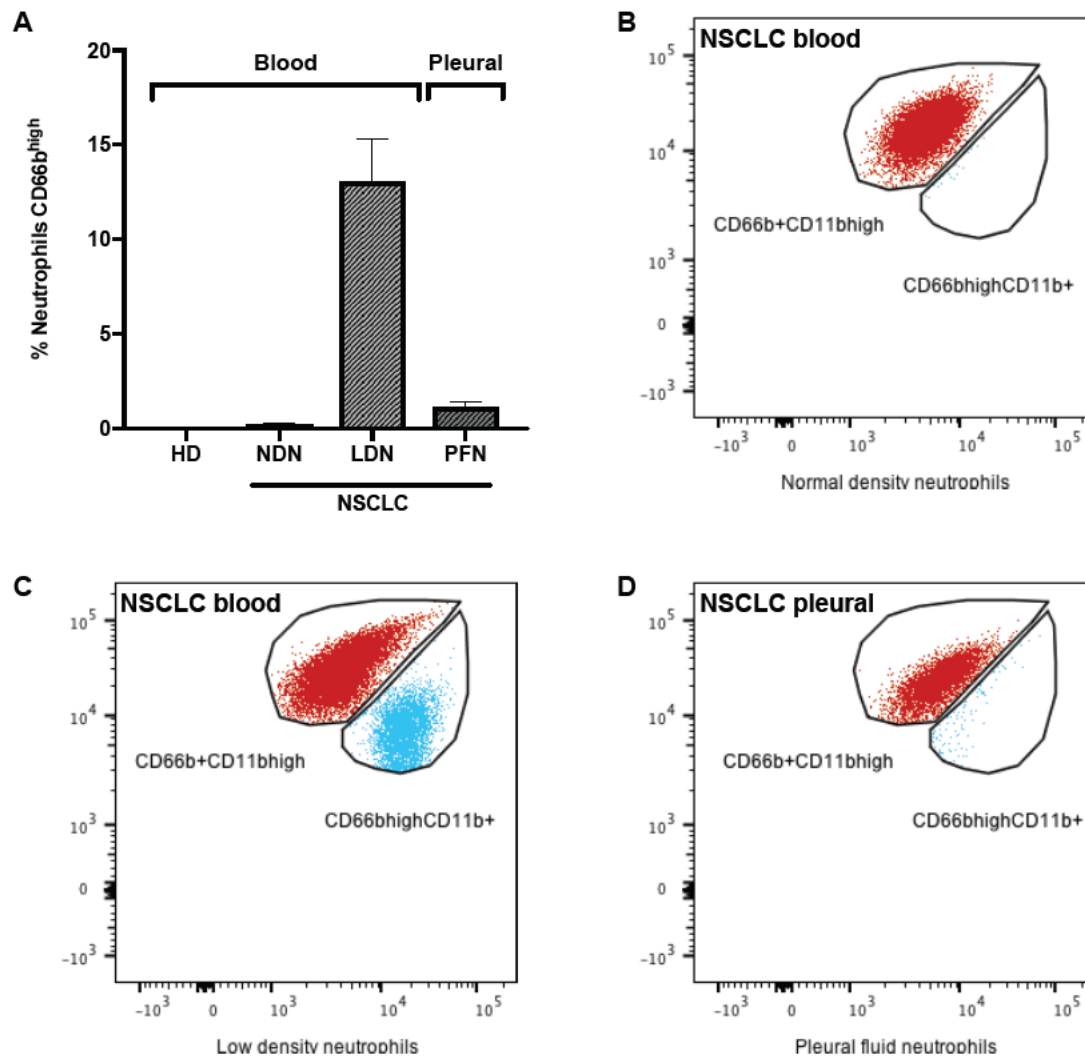 A
% Neutrophils CD66b^high
20
15
10
5
0
Blood
Pleural
HD
NDN
LDN
PFN
NSCLC
B
NSCLC blood
10^5
10^4
10^3
0
-10^3
CD66b+CD11bhigh
CD66bhighCD11b+
-10^3
0
10^3
10^4
10^5
Normal density neutrophils
C
NSCLC blood
10^5
10^4
10^3
0
-10^3
CD66b+CD11bhigh
CD66bhighCD11b+
-10^3
0
10^3
10^4
10^5
Low density neutrophils
D
NSCLC pleural
10^5
10^4
10^3
0
-10^3
CD66b+CD11bhigh
CD66bhighCD11b+
-10^3
0
10^3
10^4
10^5
Pleural fluid neutrophils